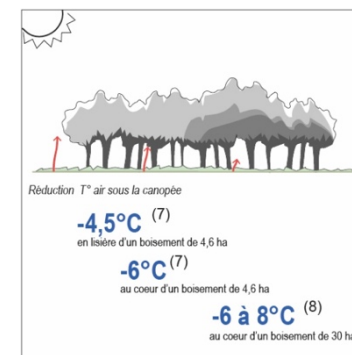 Réduction T° air sous la canopée
-4,5°C (7)
en lisière d'un boisement de 4,6 ha
-6°C (7)
au coeur d'un boisement de 4,6 ha
-6 à 8°C (8)
au coeur d'un boisement de 30 ha